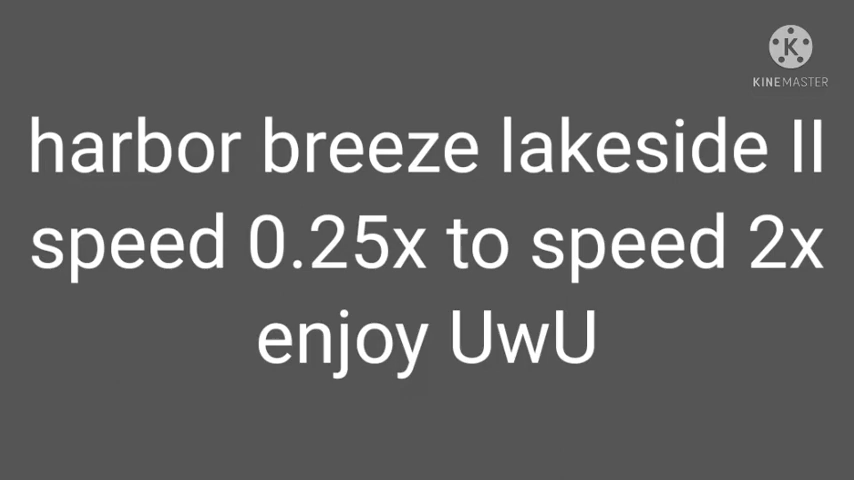 K
KINEMASTER
harbor breeze lakeside II
speed 0.25x to speed 2x
enjoy UwU